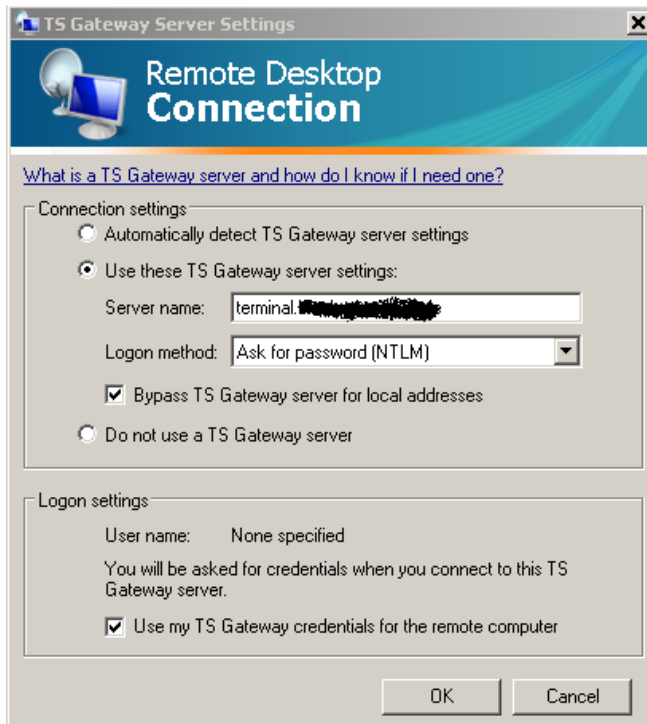 TS Gateway Server Settings
Remote Desktop
Connection
What is a TS Gateway server and how do I know if I need one?
Connection settings
Automatically detect TS Gateway server settings
Use these TS Gateway server settings:
Server name: terminal.
Logon method: Ask for password (NTLM)
Bypass TS Gateway server for local addresses
Do not use a TS Gateway server
Logon settings
User name: None specified
You will be asked for credentials when you connect to this TS
Gateway server.
Use my TS Gateway credentials for the remote computer
OK Cancel